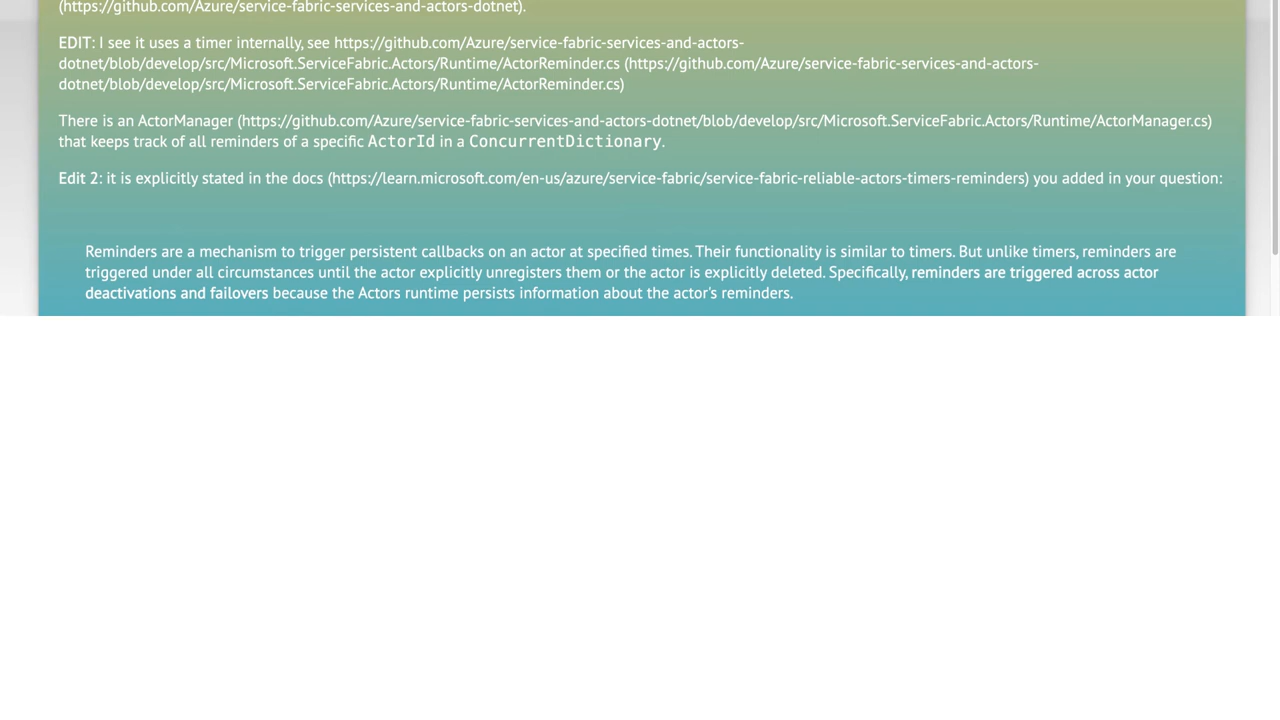 (https://github.com/Azure/service-fabric-services-and-actors-dotnet).
EDIT: I see it uses a timer internally, see https://github.com/Azure/service-fabric-services-and-actors-
dotnet/blob/develop/src/Microsoft.ServiceFabric.Actors/Runtime/ActorReminder.cs (https://github.com/Azure/service-fabric-services-and-actors-
dotnet/blob/develop/src/Microsoft.ServiceFabric.Actors/Runtime/ActorReminder.cs)
There is an ActorManager (https://github.com/Azure/service-fabric-services-and-actors-dotnet/blob/develop/src/Microsoft.ServiceFabric.Actors/Runtime/ActorManager.cs)
that keeps track of all reminders of a specific ActorId in a ConcurrentDictionary.
Edit 2: it is explicitly stated in the docs (https://learn.microsoft.com/en-us/azure/service-fabric/service-fabric-reliable-actors-timers-reminders) you added in your question:
Reminders are a mechanism to trigger persistent callbacks on an actor at specified times. Their functionality is similar to timers. But unlike timers, reminders are
triggered under all circumstances until the actor explicitly unregisters them or the actor is explicitly deleted. Specifically, reminders are triggered across actor
deactivations and failovers because the Actors runtime persists information about the actor's reminders.